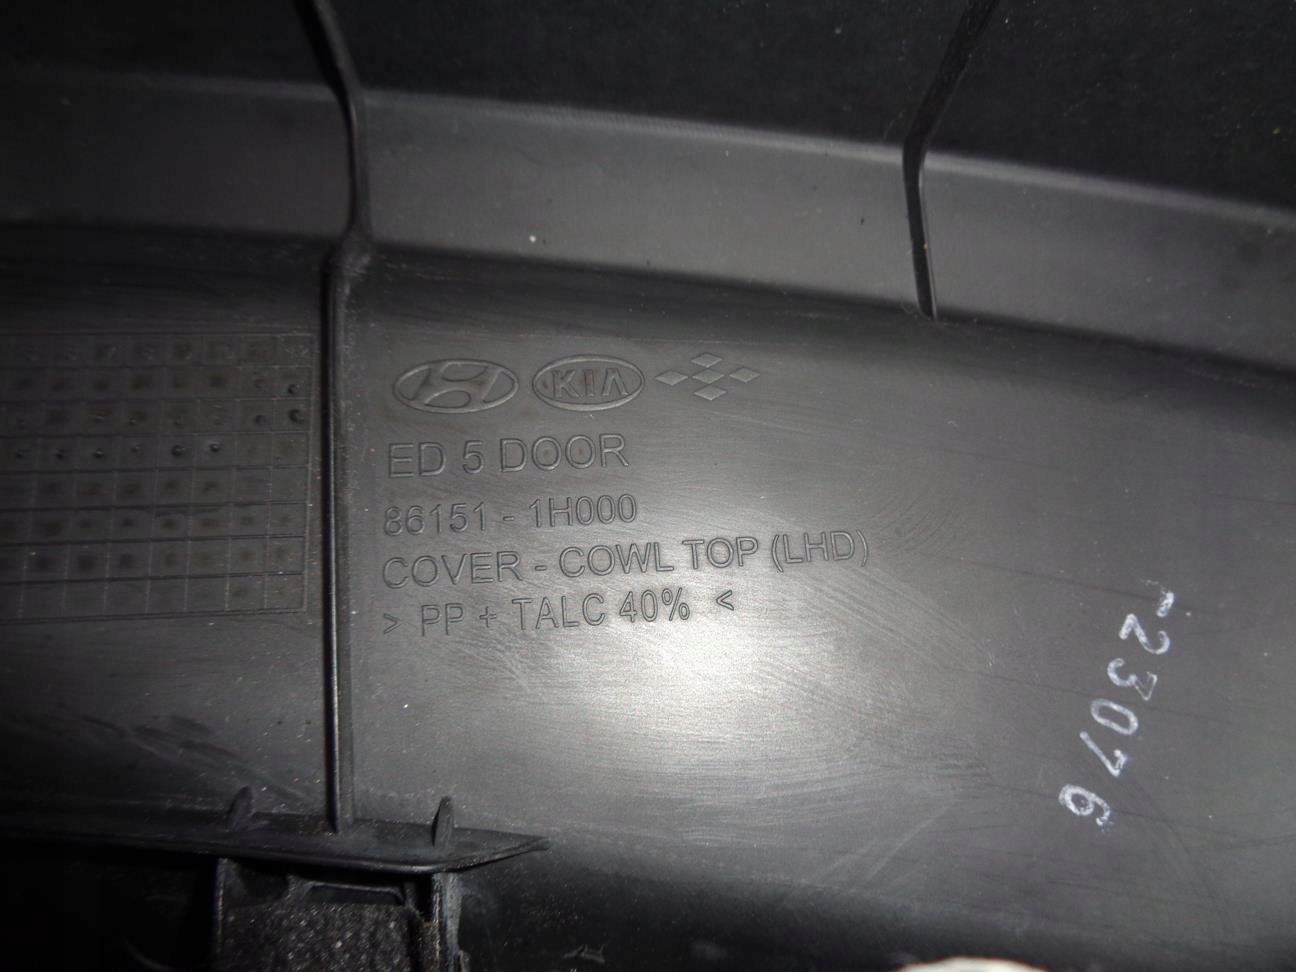 KIA
ED 5 DOOR
86151 - 1H000
COVER - COWL TOP (LHD)
> PP + TALC 40% <
-23076